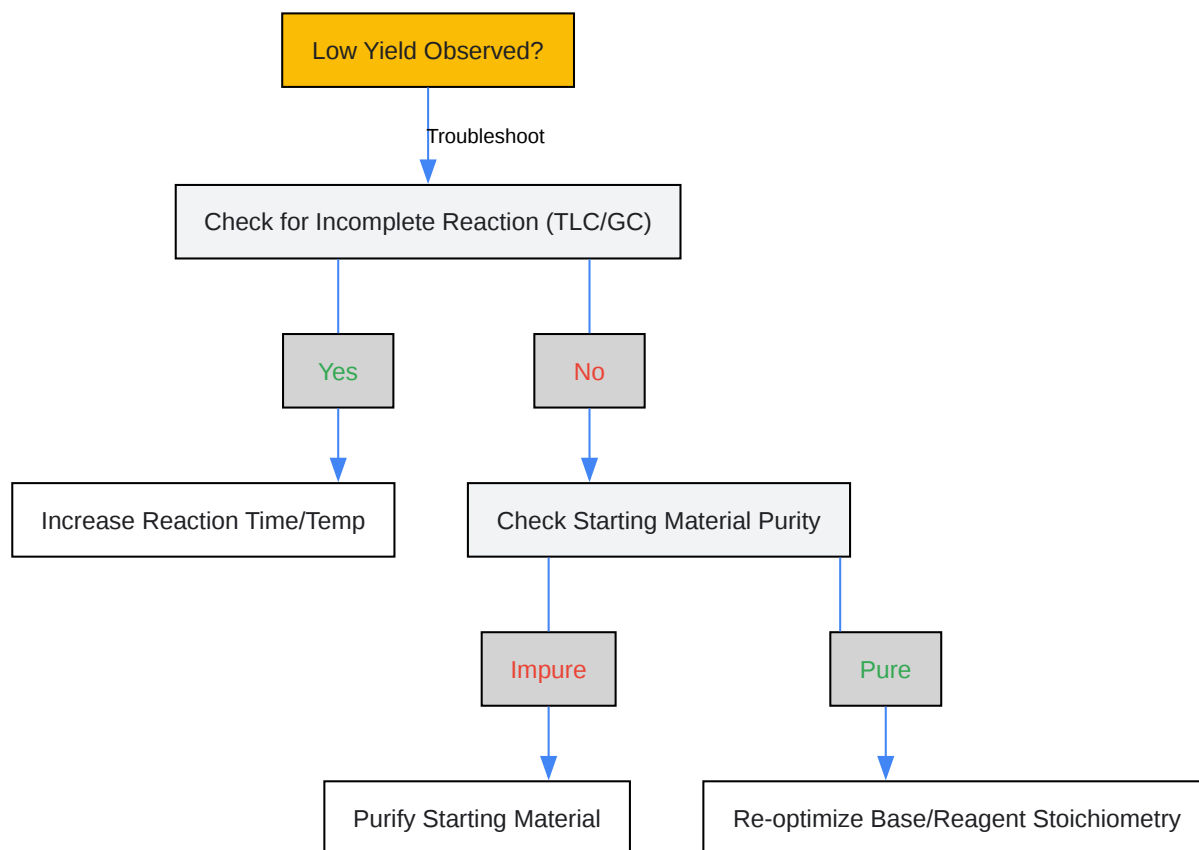 Low Yield Observed?
Troubleshoot
Check for Incomplete Reaction (TLC/GC)
Yes
No
Increase Reaction Time/Temp
Check Starting Material Purity
Impure
Pure
Purify Starting Material
Re-optimize Base/Reagent Stoichiometry